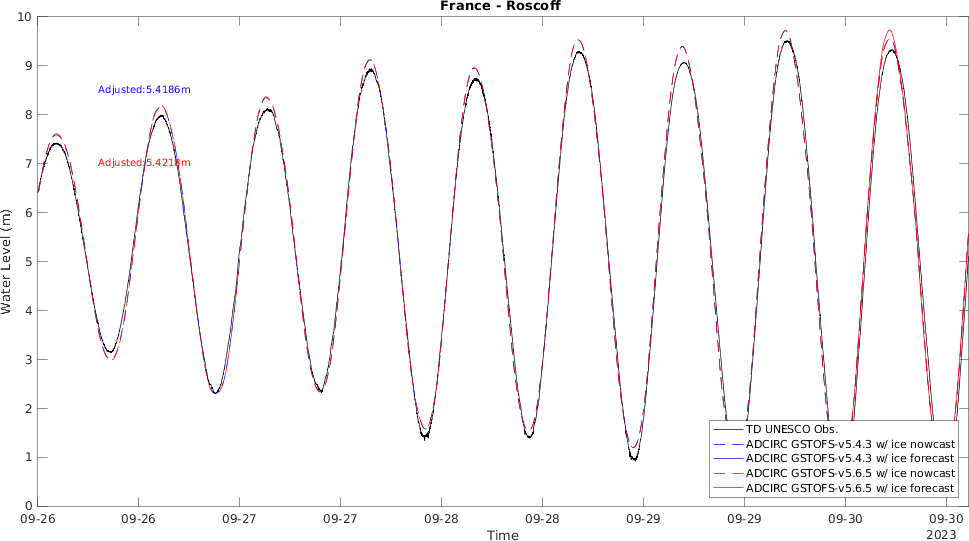 France - Roscoff
10
9
8
7
6
5
4
3
2
1
0
Water Level (m)
Adjusted:5.4186m
Adjusted:5.4218m
TD UNESCO Obs.
ADCIRC GSTOFS-v5.4.3 w/ ice nowcast
ADCIRC GSTOFS-v5.4.3 w/ ice forecast
ADCIRC GSTOFS-v5.6.5 w/ ice nowcast
ADCIRC GSTOFS-v5.6.5 w/ ice forecast
09-26 09-26 09-27 09-27 09-28 09-28 09-29 09-29 09-30 09-30
Time
2023